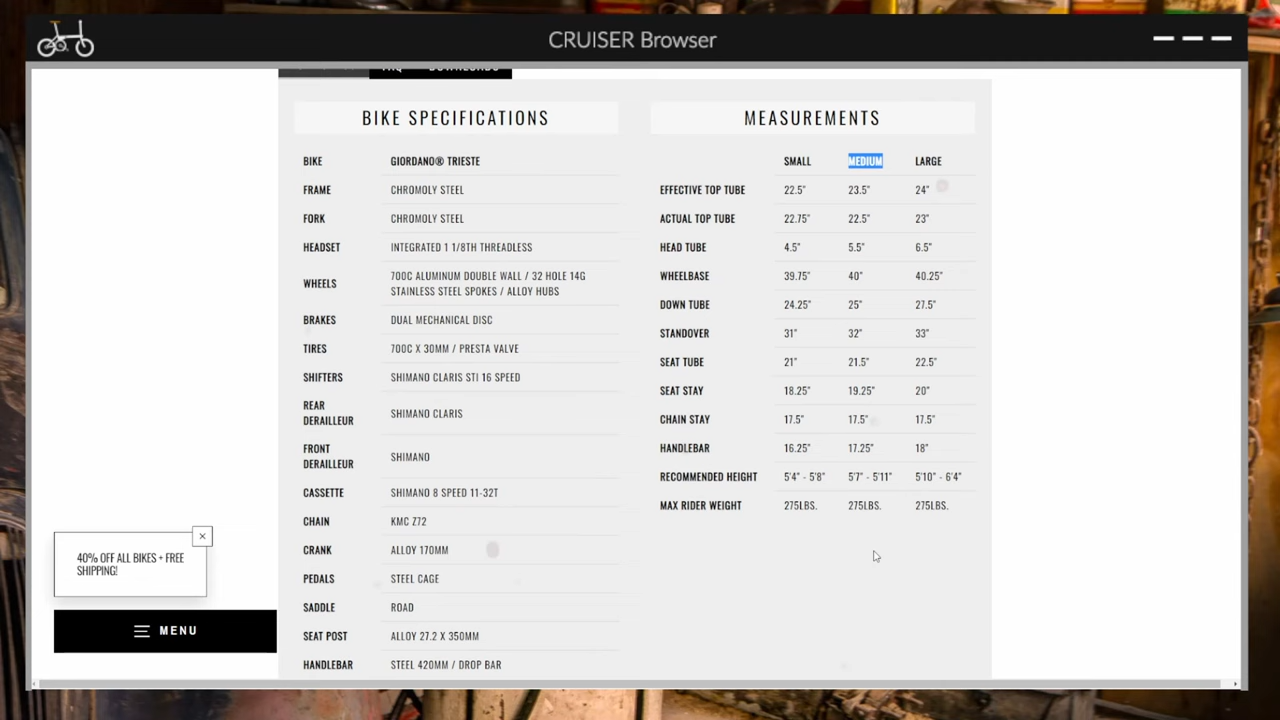 CRUISER Browser
BIKE SPECIFICATIONS
BIKE GIORDANO® TRIESTE
FRAME CHROMOLY STEEL
FORK CHROMOLY STEEL
HEADSET INTEGRATED 1 1/8TH THREADLESS
WHEELS 700C ALUMINUM DOUBLE WALL / 32 HOLE 14G
STAINLESS STEEL SPOKES / ALLOY HUBS
BRAKES DUAL MECHANICAL DISC
TIRES 700C X 30MM / PRESTA VALVE
SHIFTERS SHIMANO CLARIS STI 16 SPEED
REAR
DERAILLEUR SHIMANO CLARIS
FRONT
DERAILLEUR SHIMANO
CASSETTE SHIMANO 8 SPEED 11-32T
CHAIN KMC Z72
CRANK ALLOY 170MM
PEDALS STEEL CAGE
SADDLE ROAD
SEAT POST ALLOY 27.2 X 350MM
HANDLEBAR STEEL 420MM / DROP BAR
MEASUREMENTS
SMALL MEDIUM LARGE
EFFECTIVE TOP TUBE 22.5" 23.5" 24"
ACTUAL TOP TUBE 22.75" 22.5" 23"
HEAD TUBE 4.5" 5.5" 6.5"
WHEELBASE 39.75" 40" 40.25"
DOWN TUBE 24.25" 25" 27.5"
STANDOVER 31" 32" 33"
SEAT TUBE 21" 21.5" 22.5"
SEAT STAY 18.25" 19.25" 20"
CHAIN STAY 17.5" 17.5" 17.5"
HANDLEBAR 16.25" 17.25" 18"
RECOMMENDED HEIGHT 5'4" - 5'8" 5'7" - 5'11" 5'10" - 6'4"
MAX RIDER WEIGHT 275LBS. 275LBS. 275LBS.
40% OFF ALL BIKES + FREE
SHIPPING!
MENU